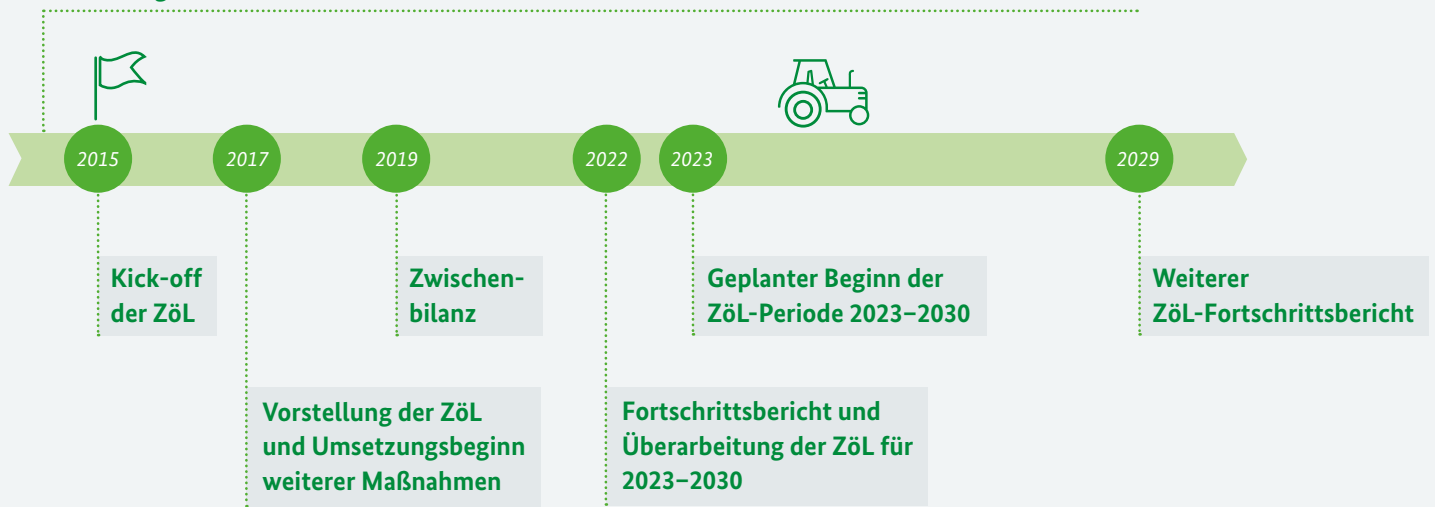 2015
2017
2019
2022
2023
2029
Kick-off
der ZöL
Zwischen-
bilanz
Geplanter Beginn der
ZöL-Periode 2023–2030
Weiterer
ZöL-Fortschrittsbericht
Vorstellung der ZöL
und Umsetzungsbeginn
weiterer Maßnahmen
Fortschrittsbericht und
Überarbeitung der ZöL für
2023–2030